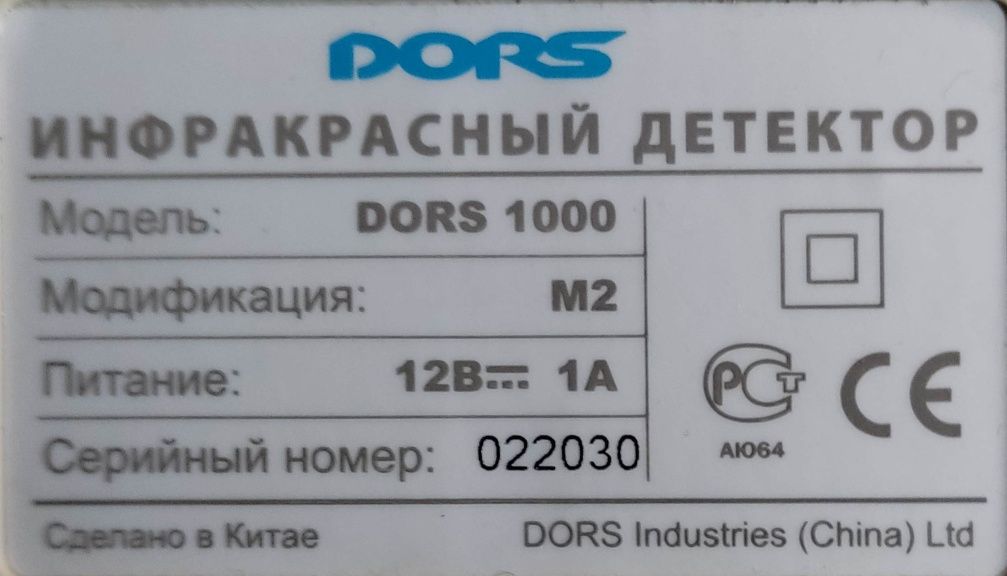 DORS
ИНФРАКРАСНЫЙ ДЕТЕКТОР
Модель: DORS 1000
Модификация: M2
Питание: 12В⎓ 1А
Серийный номер: 022030
РСТ CE
АЮ64
Сделано в Китае DORS Industries (China) Ltd